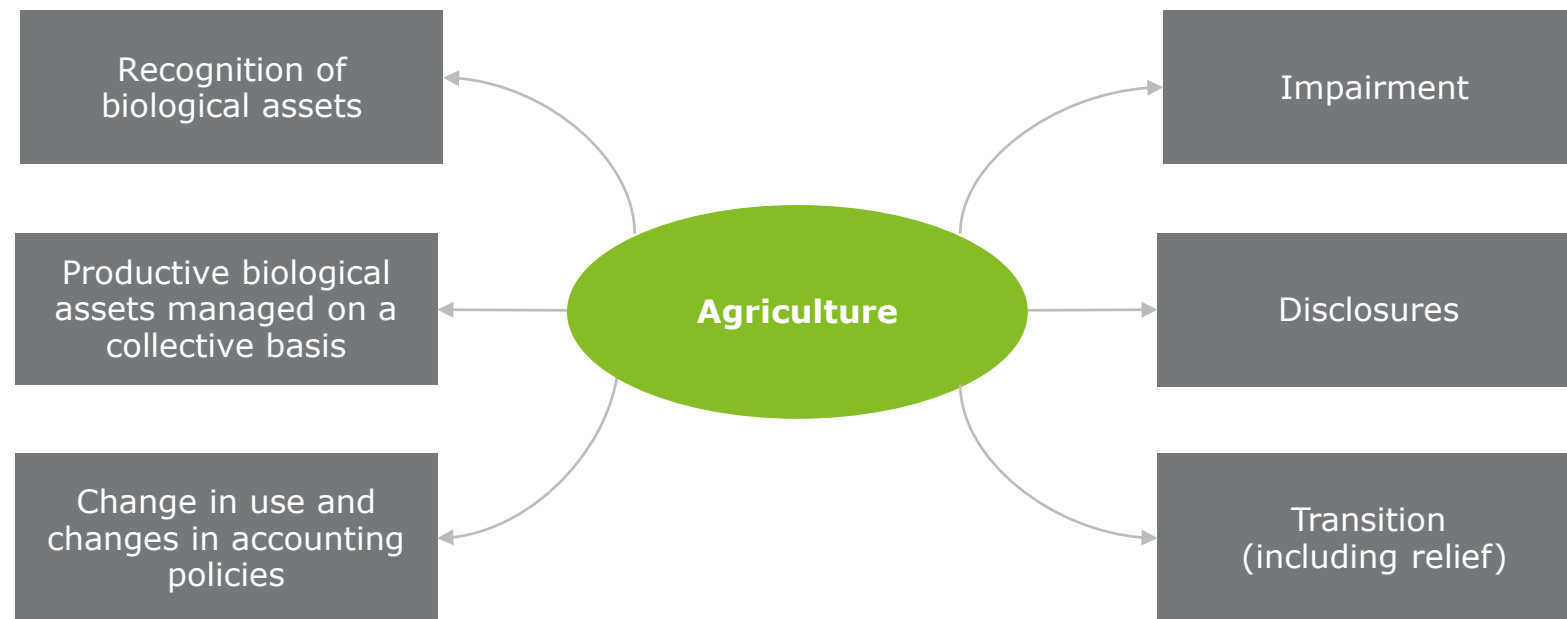 Recognition of
biological assets
Productive biological
assets managed on a
collective basis
Change in use and
changes in accounting
policies
Agriculture
Impairment
Disclosures
Transition
(including relief)